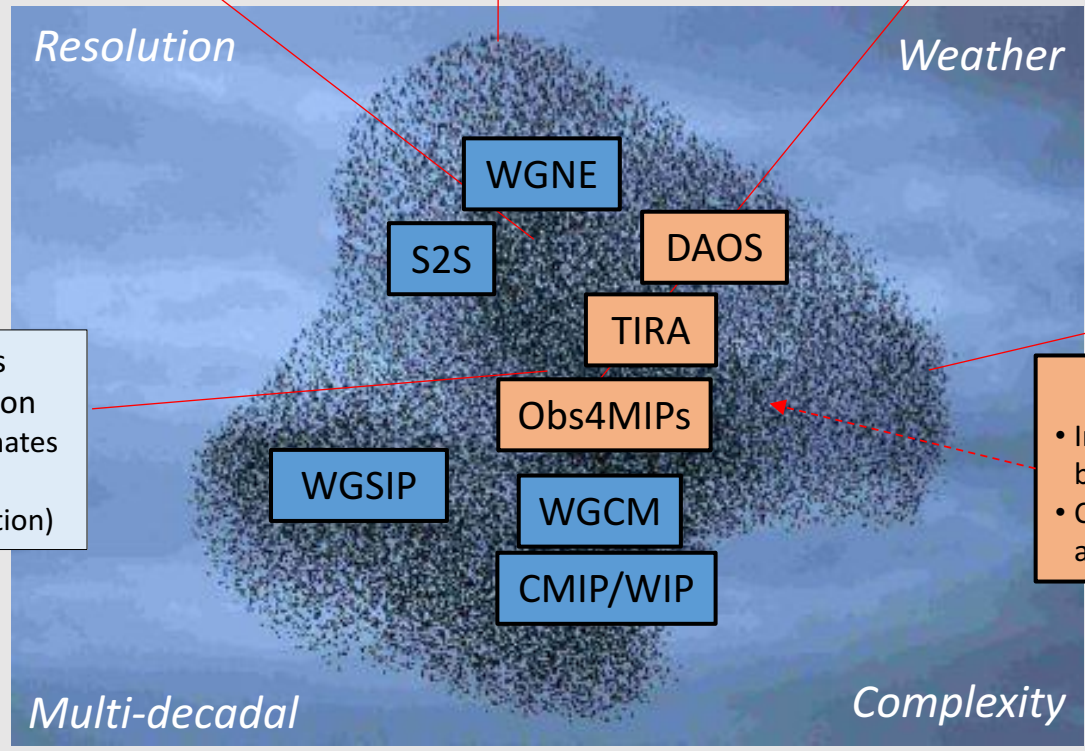 Resolution
Weather
WGNE
S2S
DAOS
TIRA
Obs4MIPs
WGSIP
WGCM
CMIP/WIP
Multi-decadal
Complexity